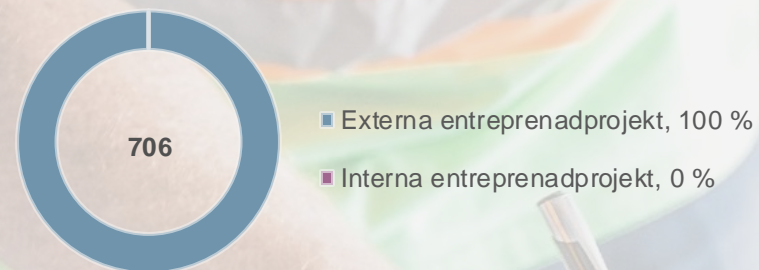 706
Externa entreprenadprojekt, 100 %
Interna entreprenadprojekt, 0 %